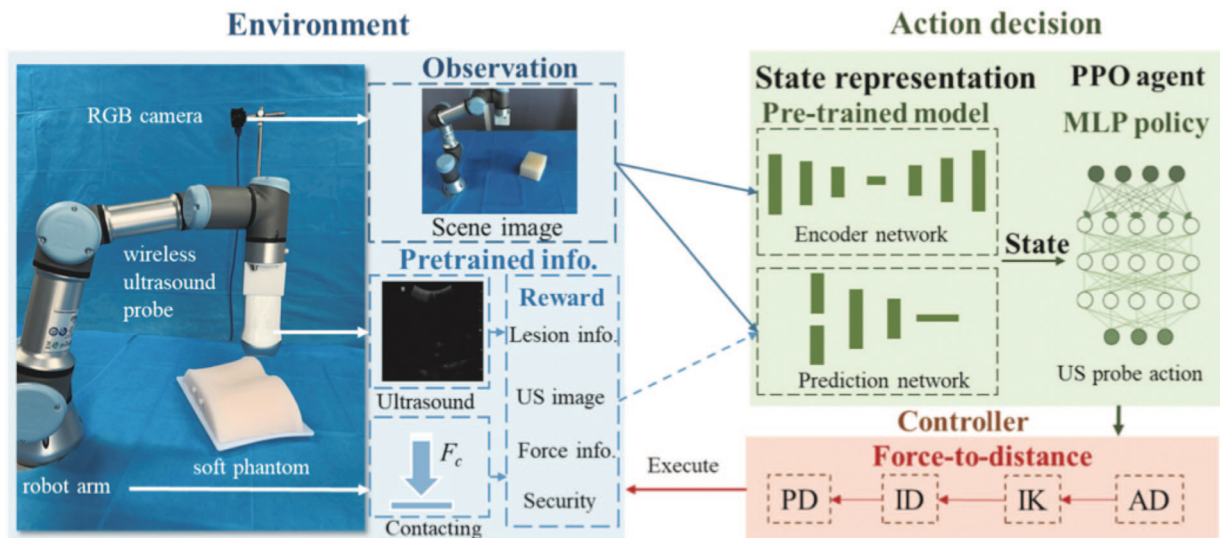 Environment
Observation
RGB camera
Scene image
wireless
ultrasound
probe
Pretrained info.
Reward
Lesion info.
Ultrasound
US image
soft phantom
F_c
Force info.
robot arm
Contacting
Security
Action decision
State representation
Pre-trained model
Encoder network
Prediction network
State
PPO agent
MLP policy
US probe action
Controller
Force-to-distance
Execute
PD
ID
IK
AD